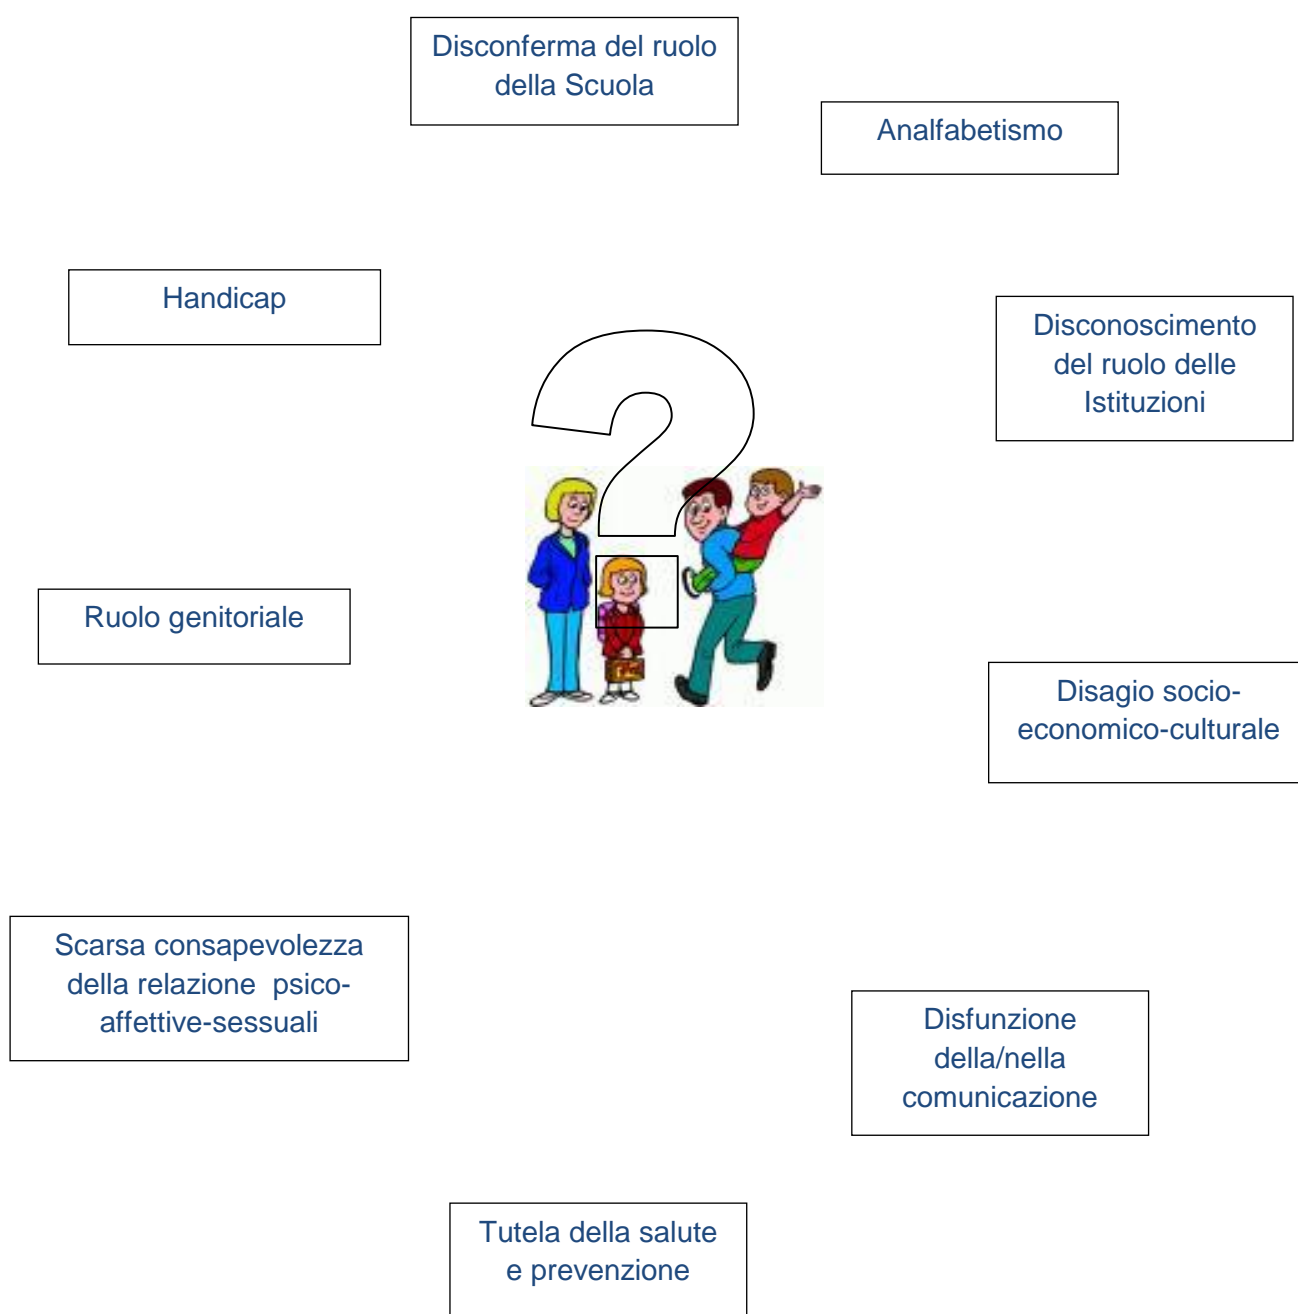 Disconferma del ruolo
della Scuola
Analfabetismo
Handicap
Disconoscimento
del ruolo delle
Istituzioni
?
Ruolo genitoriale
Disagio socio-
economico-culturale
Scarsa consapevolezza
della relazione  psico-
affettive-sessuali
Disfunzione
della/nella
comunicazione
Tutela della salute
e prevenzione